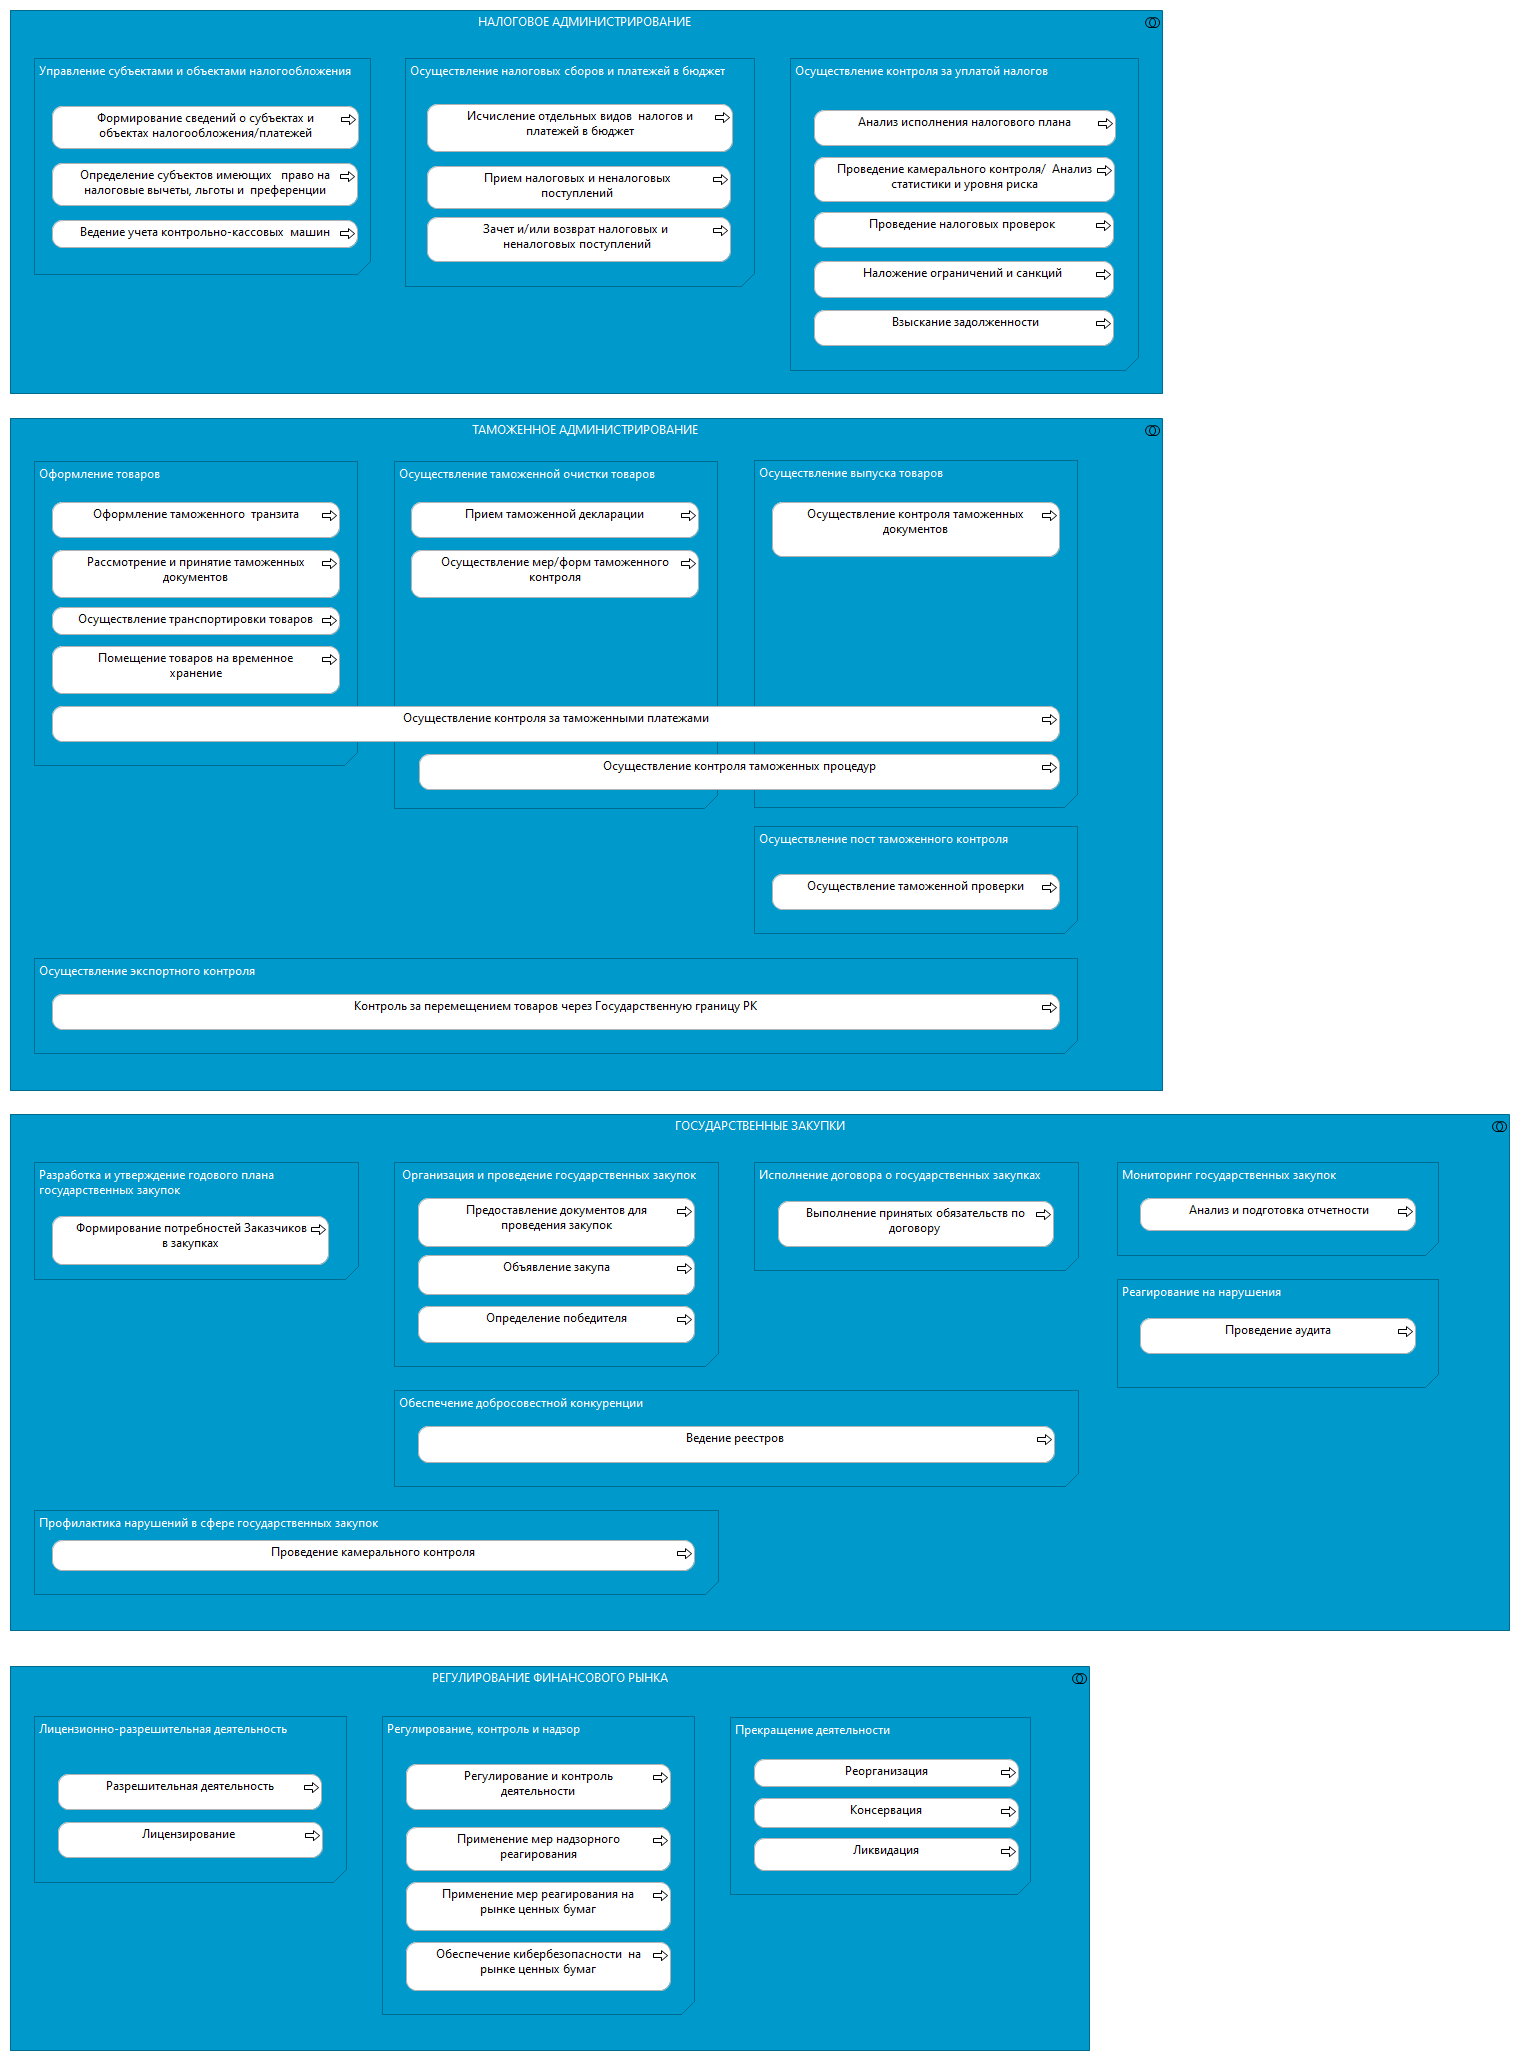 НАЛОГОВОЕ АДМИНИСТРИРОВАНИЕ
Управление субъектами и объектами налогообложения
Формирование сведений о субъектах и
объектах налогообложения/платежей
Определение субъектов имеющих право на
налоговые вычеты, льготы и преференции
Ведение учета контрольно-кассовых машин
Осуществление налоговых сборов и платежей в бюджет
Исчисление отдельных видов налогов и
платежей в бюджет
Прием налоговых и неналоговых
поступлений
Зачет и/или возврат налоговых и
неналоговых поступлений
Осуществление контроля за уплатой налогов
Анализ исполнения налогового плана
Проведение камерального контроля/ Анализ
статистики и уровня риска
Проведение налоговых проверок
Наложение ограничений и санкций
Взыскание задолженности
ТАМОЖЕННОЕ АДМИНИСТРИРОВАНИЕ
Оформление товаров
Оформление таможенного транзита
Рассмотрение и принятие таможенных
документов
Осуществление транспортировки товаров
Помещение товаров на временное
хранение
Осуществление таможенной очистки товаров
Прием таможенной декларации
Осуществление мер/форм таможенного
контроля
Осуществление выпуска товаров
Осуществление контроля таможенных
документов
Осуществление контроля за таможенными платежами
Осуществление контроля таможенных процедур
Осуществление пост таможенного контроля
Осуществление таможенной проверки
Осуществление экспортного контроля
Контроль за перемещением товаров через Государственную границу РК
ГОСУДАРСТВЕННЫЕ ЗАКУПКИ
Разработка и утверждение годового плана
государственных закупок
Формирование потребностей Заказчиков
в закупках
Организация и проведение государственных закупок
Предоставление документов для
проведения закупок
Объявление закупа
Определение победителя
Исполнение договора о государственных закупках
Выполнение принятых обязательств по
договору
Мониторинг государственных закупок
Анализ и подготовка отчетности
Реагирование на нарушения
Проведение аудита
Обеспечение добросовестной конкуренции
Ведение реестров
Профилактика нарушений в сфере государственных закупок
Проведение камерального контроля
РЕГУЛИРОВАНИЕ ФИНАНСОВОГО РЫНКА
Лицензионно-разрешительная деятельность
Разрешительная деятельность
Лицензирование
Регулирование, контроль и надзор
Регулирование и контроль
деятельности
Применение мер надзорного
реагирования
Применение мер реагирования на
рынке ценных бумаг
Обеспечение кибербезопасности на
рынке ценных бумаг
Прекращение деятельности
Реорганизация
Консервация
Ликвидация